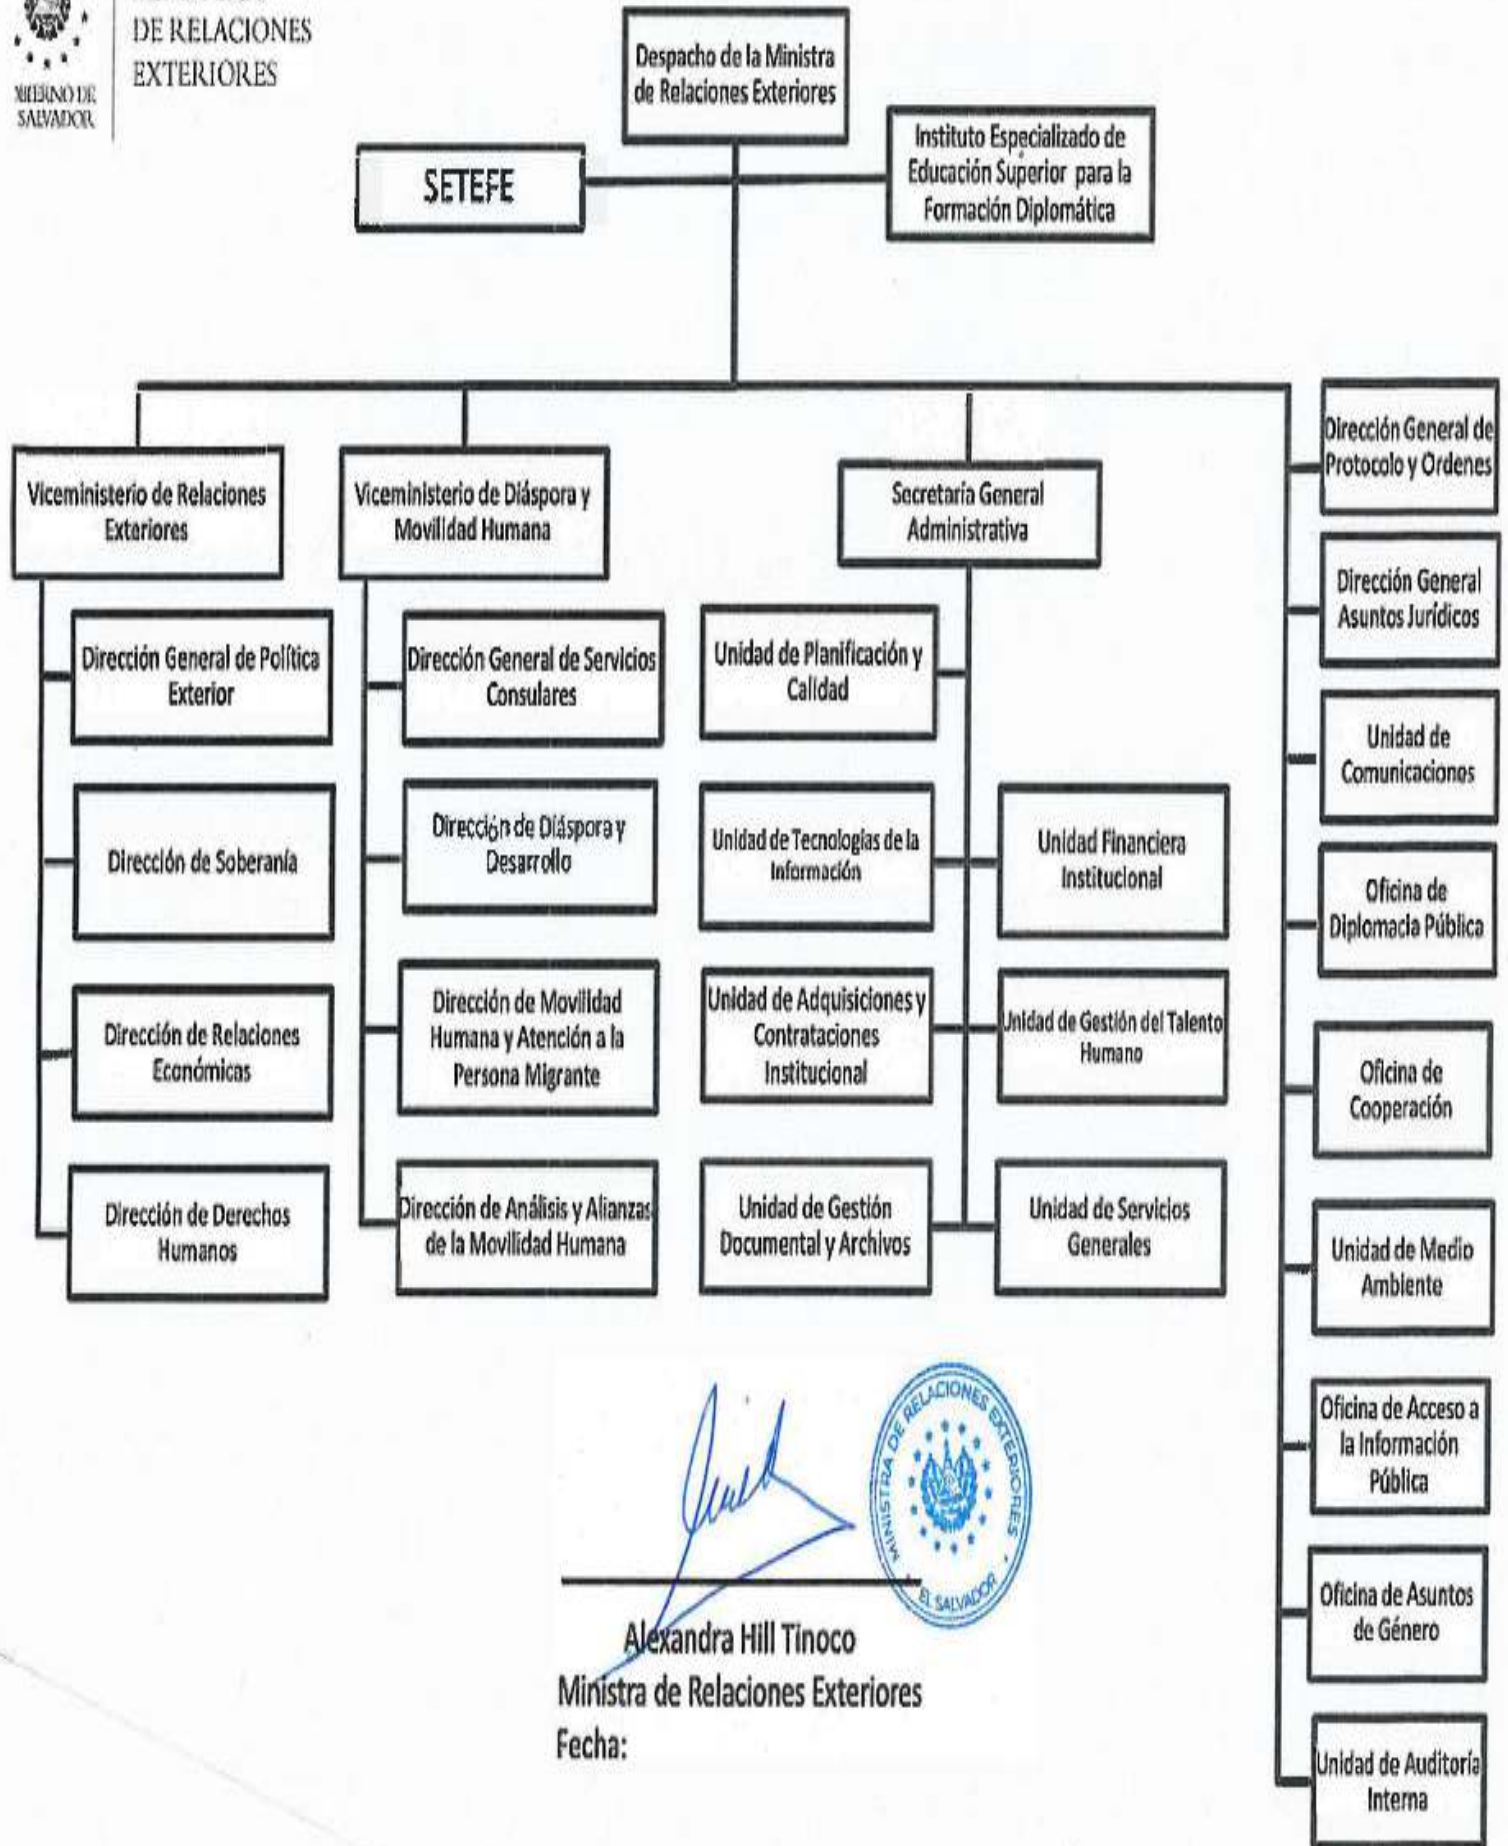 DE RELACIONES
EXTERIORES
SALVADOR
Despacho de la Ministra
de Relaciones Exteriores
SETEFE
Instituto Especializado de
Educación Superior para la
Formación Diplomática
Viceministerio de Relaciones
Exteriores
Dirección General de Política
Exterior
Dirección de Soberanía
Dirección de Relaciones
Económicas
Dirección de Derechos
Humanos
Viceministerio de Diáspora y
Movilidad Humana
Dirección General de Servicios
Consulares
Dirección de Diáspora y
Desarrollo
Dirección de Movilidad
Humana y Atención a la
Persona Migrante
Dirección de Análisis y Alianzas
de la Movilidad Humana
Secretaría General
Administrativa
Unidad de Planificación y
Calidad
Unidad de Tecnologías de la
Información
Unidad Financiera
Institucional
Unidad de Adquisiciones y
Contrataciones
Institucional
Unidad de Gestión del Talento
Humano
Unidad de Gestión
Documental y Archivos
Unidad de Servicios
Generales
Dirección General de
Protocolo y Ordenes
Dirección General
Asuntos Jurídicos
Unidad de
Comunicaciones
Oficina de
Diplomacia Pública
Oficina de
Cooperación
Unidad de Medio
Ambiente
Oficina de Acceso a
la Información
Pública
Oficina de Asuntos
de Género
Unidad de Auditoría
Interna
MINISTRA DE RELACIONES EXTERIORES
EL SALVADOR
Alexandra Hill Tinoco
Ministra de Relaciones Exteriores
Fecha: